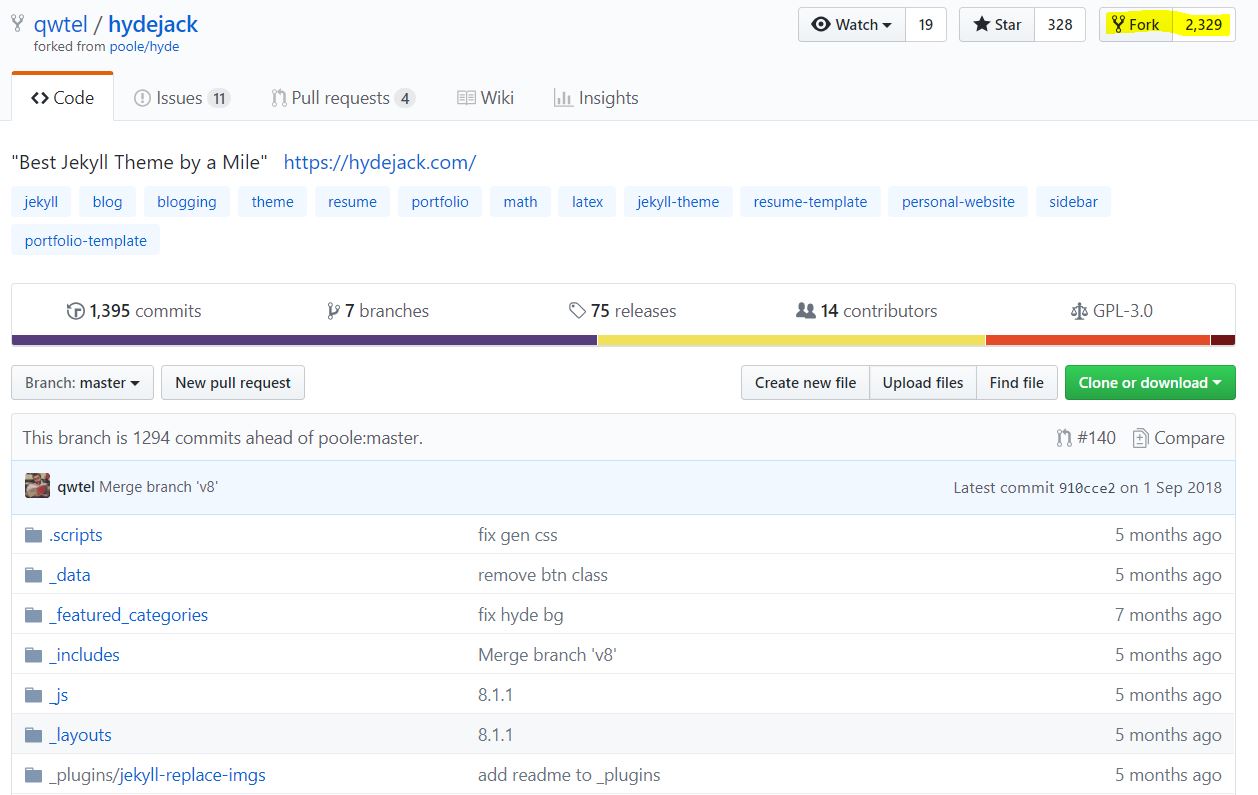 qwtel / hydejack Watch 19 Star 328 Fork 2,329
forked from poole/hyde
Code Issues 11 Pull requests 4 Wiki Insights
"Best Jekyll Theme by a Mile" https://hydejack.com/
jekyll blog blogging theme resume portfolio math latex jekyll-theme resume-template personal-website sidebar
portfolio-template
1,395 commits 7 branches 75 releases 14 contributors GPL-3.0
Branch: master New pull request Create new file Upload files Find file Clone or download
This branch is 1294 commits ahead of poole:master. #140 Compare
qwtel Merge branch 'v8' Latest commit 910cce2 on 1 Sep 2018
.scripts fix gen css 5 months ago
_data remove btn class 5 months ago
_featured_categories fix hyde bg 7 months ago
_includes Merge branch 'v8' 5 months ago
_js 8.1.1 5 months ago
_layouts 8.1.1 5 months ago
_plugins/jekyll-replace-imgs add readme to _plugins 5 months ago